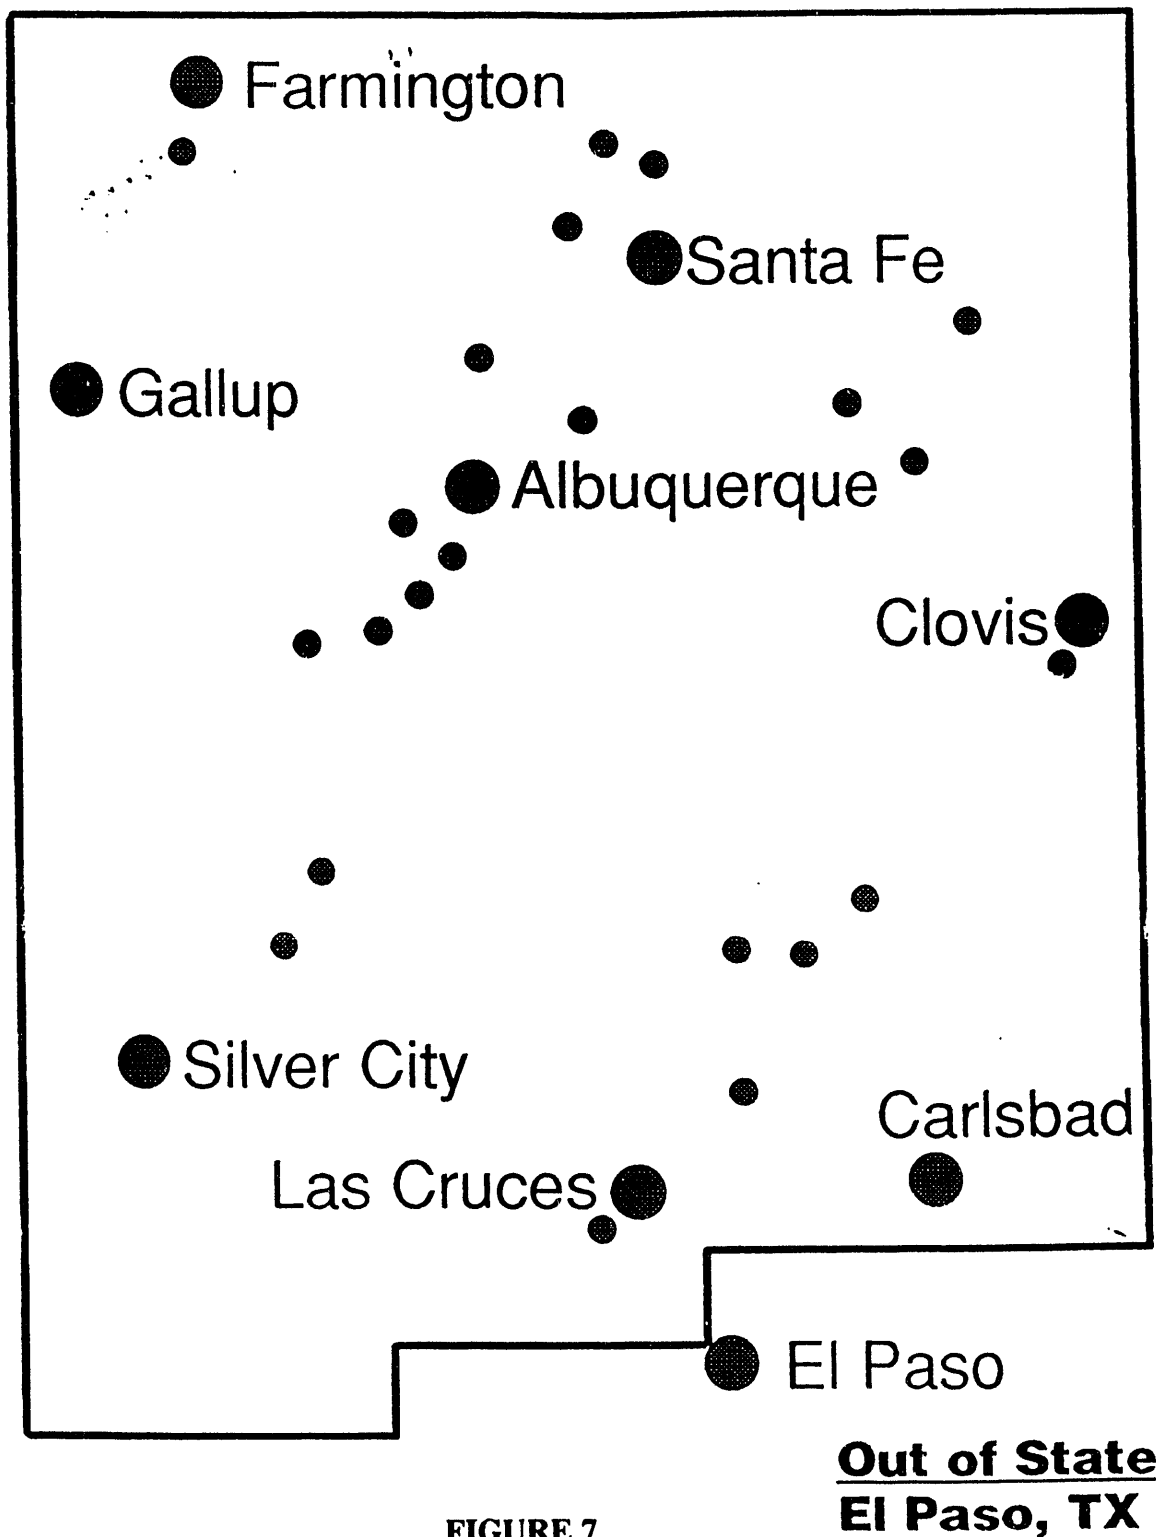 Farmington
Santa Fe
Gallup
Albuquerque
Clovis
Silver City
Carlsbad
Las Cruces
El Paso
Out of State
El Paso, TX
FIGURE 7